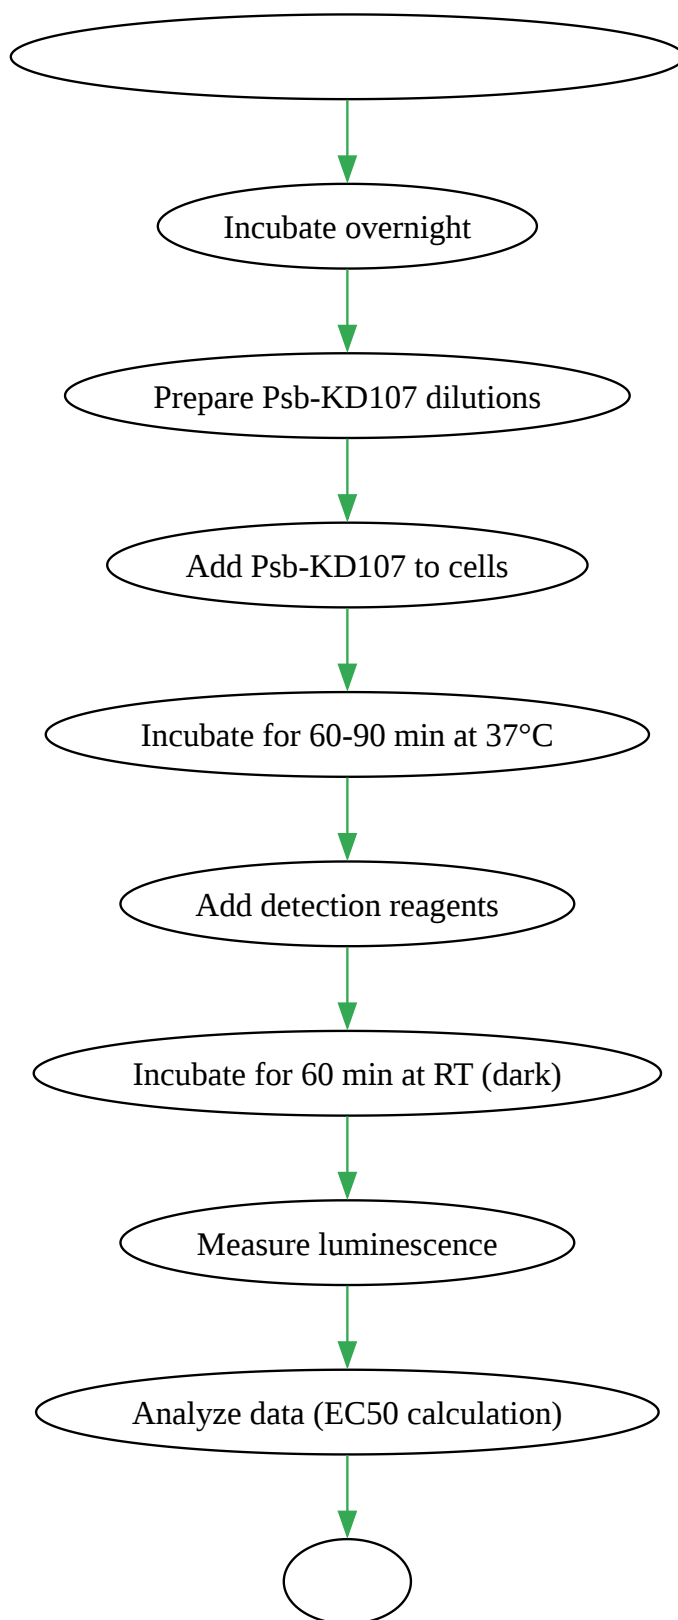 Incubate overnight
Prepare Psb-KD107 dilutions
Add Psb-KD107 to cells
Incubate for 60-90 min at 37°C
Add detection reagents
Incubate for 60 min at RT (dark)
Measure luminescence
Analyze data (EC50 calculation)